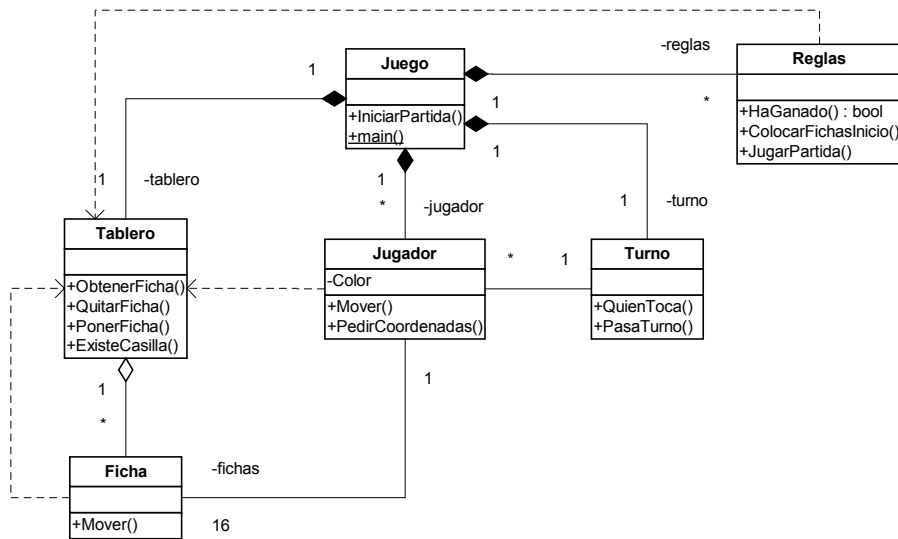 -reglas
Reglas
Juego
1
+IniciarPartida()
+main()
1
*
+HaGanado() : bool
+ColocarFichasInicio()
+JugarPartida()
1
1
1
-tablero
*
-jugador
1
-turno
Tablero
+ObtenerFicha()
+QuitarFicha()
+PonerFicha()
+ExisteCasilla()
Jugador
-Color
+Mover()
+PedirCoordenadas()
*
1
Turno
+QuienToca()
+PasaTurno()
1
*
1
Ficha
+Mover()
-fichas
16